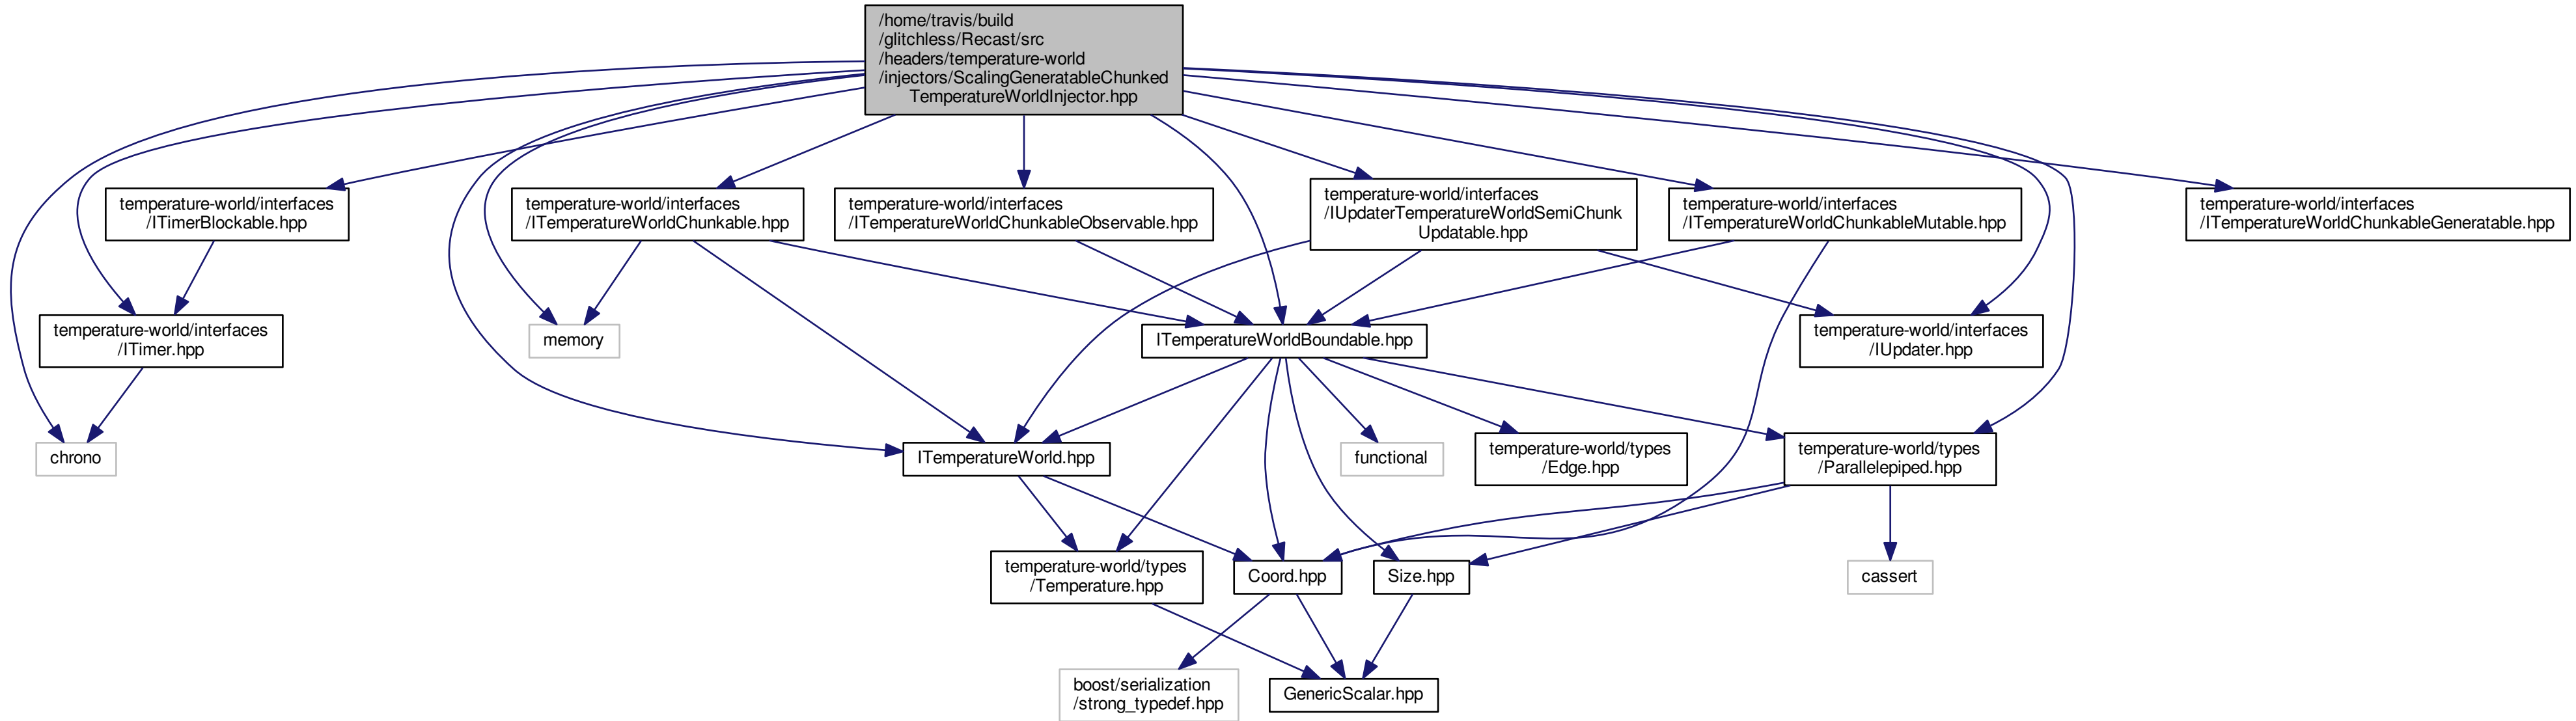 /home/travis/build
/glitchless/Recast/src
/headers/temperature-world
/injectors/ScalingGeneratableChunked
TemperatureWorldInjector.hpp
temperature-world/interfaces
/ITimerBlockable.hpp
temperature-world/interfaces
/ITemperatureWorldChunkable.hpp
temperature-world/interfaces
/ITemperatureWorldChunkableObservable.hpp
temperature-world/interfaces
/IUpdaterTemperatureWorldSemiChunk
Updatable.hpp
temperature-world/interfaces
/ITemperatureWorldChunkableMutable.hpp
temperature-world/interfaces
/ITemperatureWorldChunkableGeneratable.hpp
temperature-world/interfaces
/ITimer.hpp
memory
ITemperatureWorldBoundable.hpp
temperature-world/interfaces
/IUpdater.hpp
chrono
ITemperatureWorld.hpp
functional
temperature-world/types
/Edge.hpp
temperature-world/types
/Parallelepiped.hpp
temperature-world/types
/Temperature.hpp
Coord.hpp
Size.hpp
cassert
boost/serialization
/strong_typedef.hpp
GenericScalar.hpp